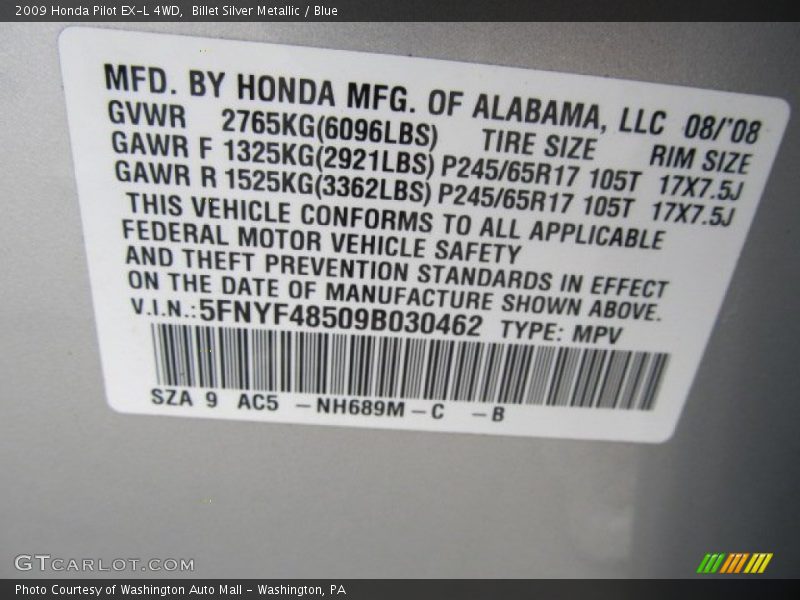 2009 Honda Pilot EX-L 4WD,  Billet Silver Metallic / Blue
MFD. BY HONDA MFG. OF ALABAMA, LLC 08/'08
GVWR 2765KG(6096LBS) TIRE SIZE RIM SIZE
GAWR F 1325KG(2921LBS) P245/65R17 105T 17X7.5J
GAWR R 1525KG(3362LBS) P245/65R17 105T 17X7.5J
THIS VEHICLE CONFORMS TO ALL APPLICABLE
FEDERAL MOTOR VEHICLE SAFETY
AND THEFT PREVENTION STANDARDS IN EFFECT
ON THE DATE OF MANUFACTURE SHOWN ABOVE.
V.I.N.:5FNYF48509B030462 TYPE: MPV
SZA 9 AC5 -NH689M-C -B
GTCARLOT.COM
Photo Courtesy of Washington Auto Mall - Washington, PA